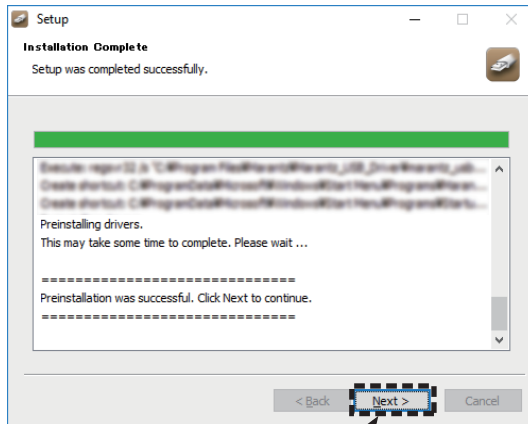 Setup
Installation Complete
Setup was completed successfully.
Preinstalling drivers.
This may take some time to complete. Please wait ...
==============================
Preinstallation was successful. Click Next to continue.
==============================
< Back
Next >
Cancel